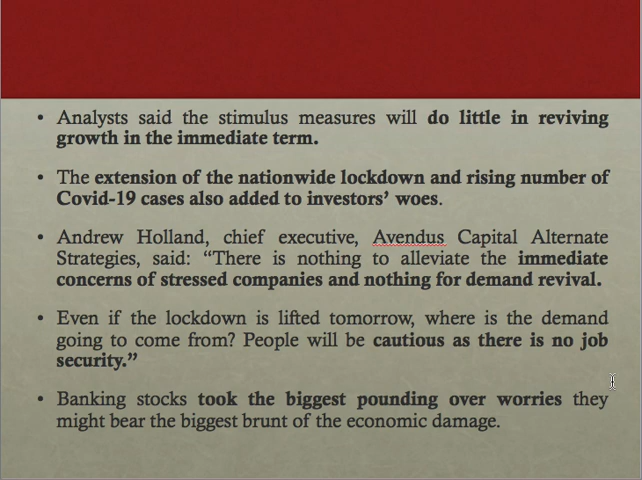 • Analysts said the stimulus measures will do little in reviving
growth in the immediate term.
• The extension of the nationwide lockdown and rising number of
Covid-19 cases also added to investors’ woes.
• Andrew Holland, chief executive, Avendus Capital Alternate
Strategies, said: “There is nothing to alleviate the immediate
concerns of stressed companies and nothing for demand revival.
• Even if the lockdown is lifted tomorrow, where is the demand
going to come from? People will be cautious as there is no job
security.”
• Banking stocks took the biggest pounding over worries they
might bear the biggest brunt of the economic damage.